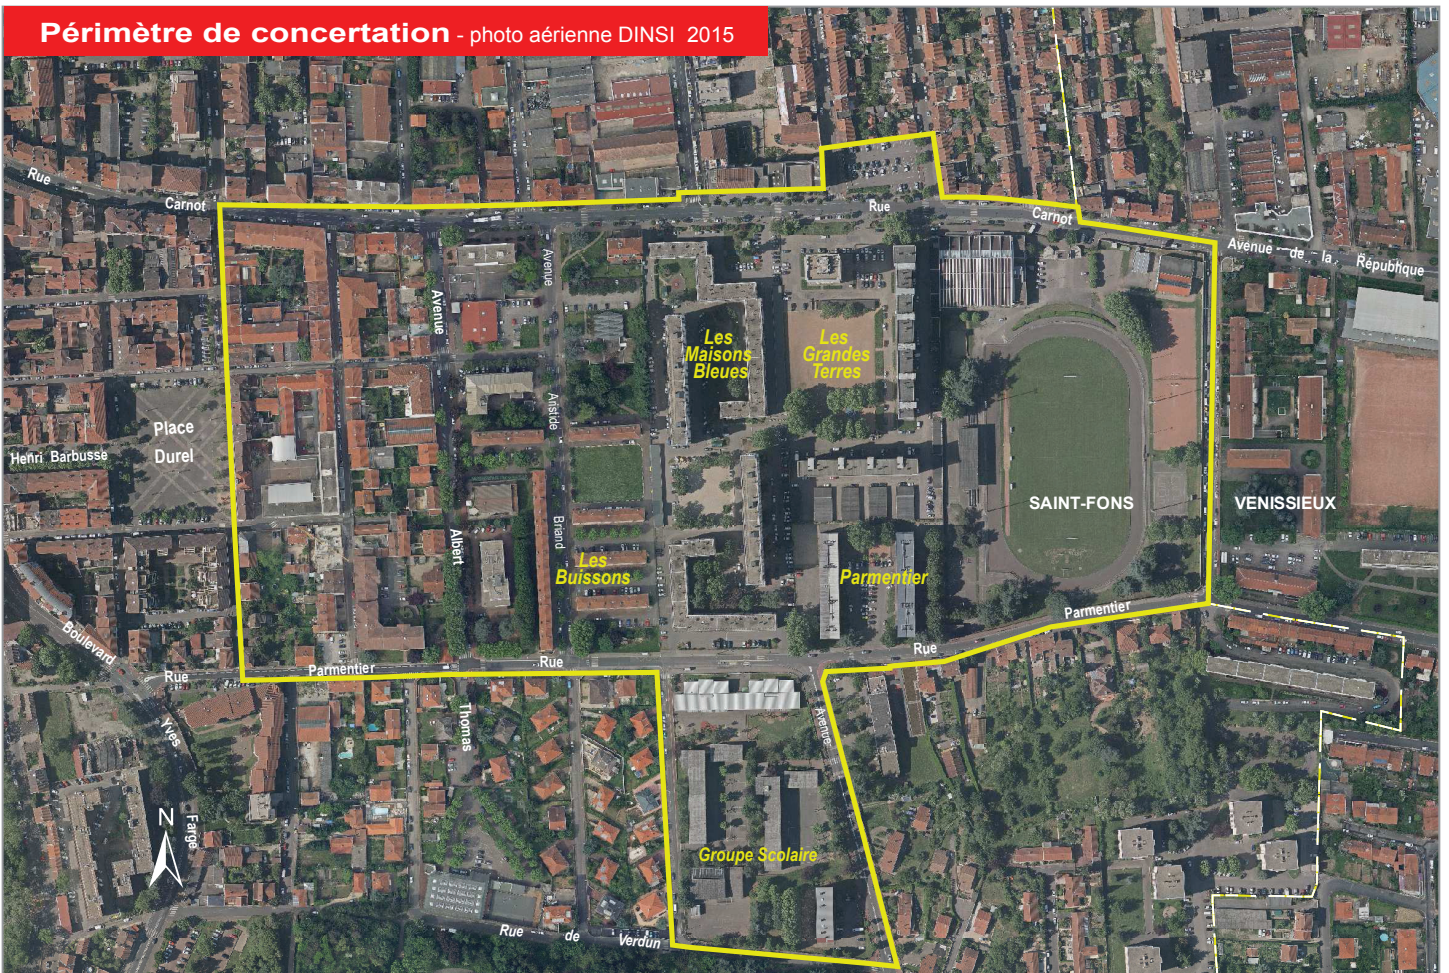 Périmètre de concertation - photo aérienne DINSI 2015
Rue
Carnot
Rue
Carnot
Avenue de la République
Avenue
Avenue
Les
Maisons
Bleues
Les
Grandes
Terres
Aristide
Place
Durel
Henri Barbusse
SAINT-FONS
VENISSIEUX
Albert
Briand
Les
Buissons
Parmentier
Parmentier
Boulevard
Rue
Parmentier
Rue
Rue
Thomas
Yves
Avenue
N
Farge
Groupe Scolaire
Rue de Verdun